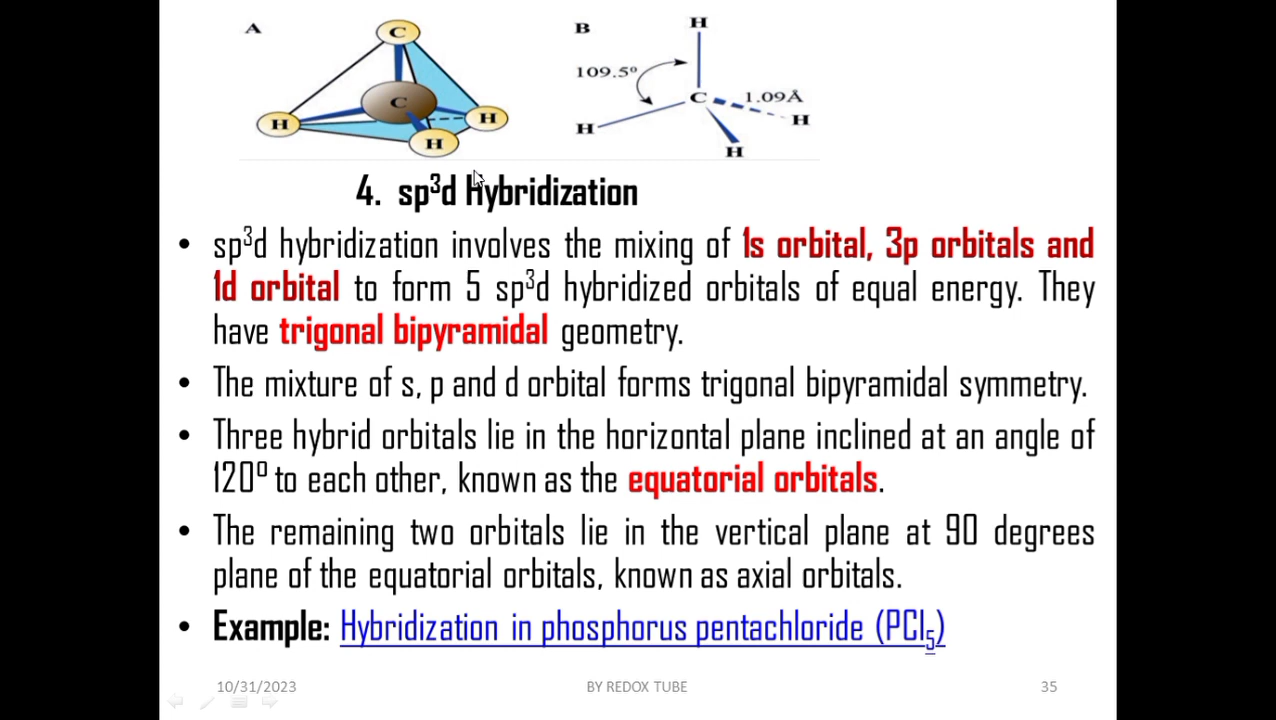 A
C
C
H
H
H
B
H
109.5º
C
1.09Å
H
H
H
4. sp³d Hybridization
• sp³d hybridization involves the mixing of 1s orbital, 3p orbitals and
1d orbital to form 5 sp³d hybridized orbitals of equal energy. They
have trigonal bipyramidal geometry.
• The mixture of s, p and d orbital forms trigonal bipyramidal symmetry.
• Three hybrid orbitals lie in the horizontal plane inclined at an angle of
120º to each other, known as the equatorial orbitals.
• The remaining two orbitals lie in the vertical plane at 90 degrees
plane of the equatorial orbitals, known as axial orbitals.
• Example: Hybridization in phosphorus pentachloride (PCl₅)
10/31/2023
BY REDOX TUBE
35